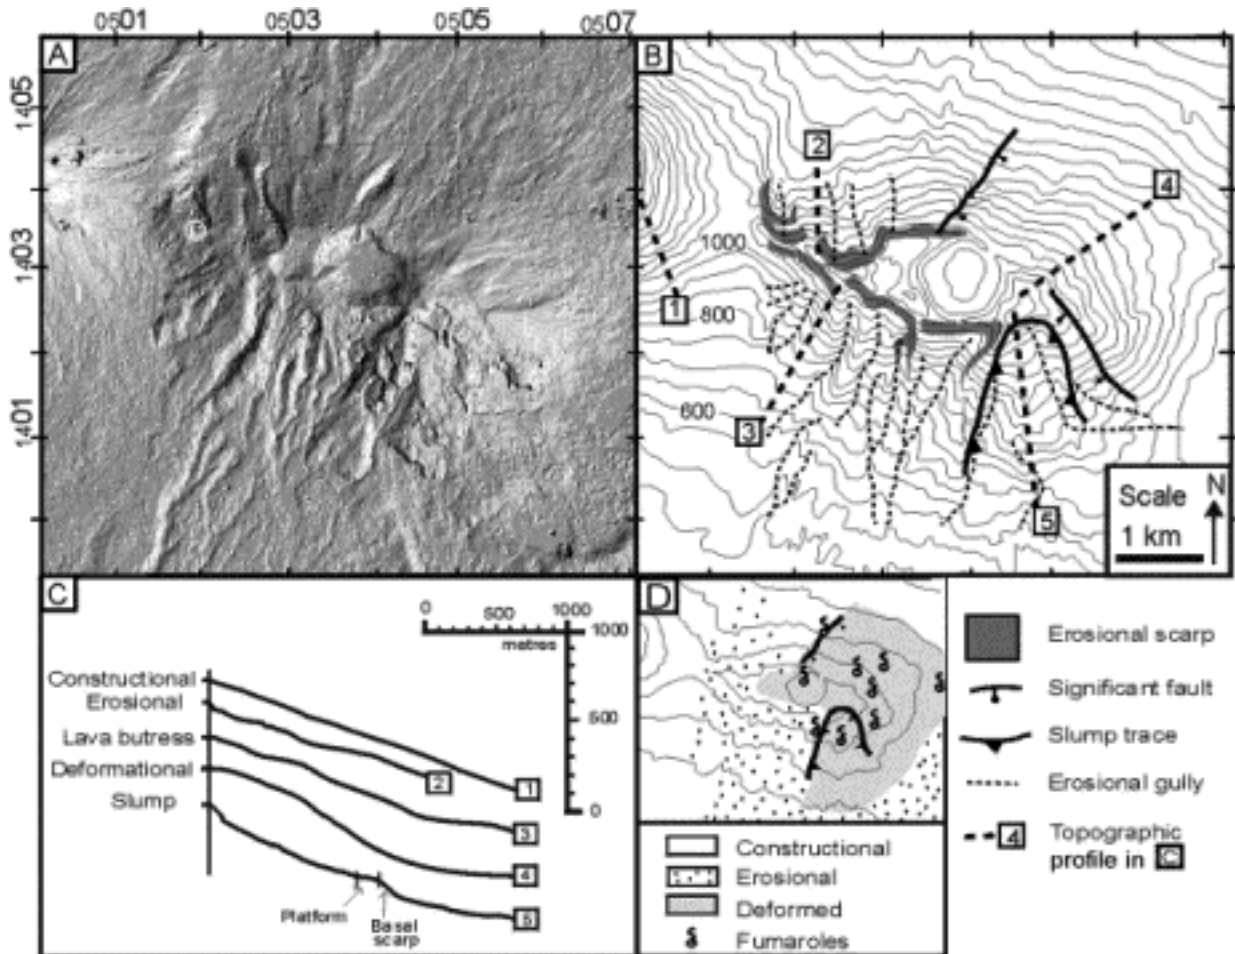 0501 0503 0505 0507
1405
1403
1401
A
B
2
4
1000
1
800
600
3
5
Scale
1 km
N
C
0 500 1000
metres
1000
500
0
Constructional
Erosional
Lava butress
Deformational
Slump
2
1
3
4
5
Platform
Basal
scarp
D
Constructional
Erosional
Deformed
Fumaroles
Erosional scarp
Significant fault
Slump trace
Erosional gully
4 Topographic
profile in C